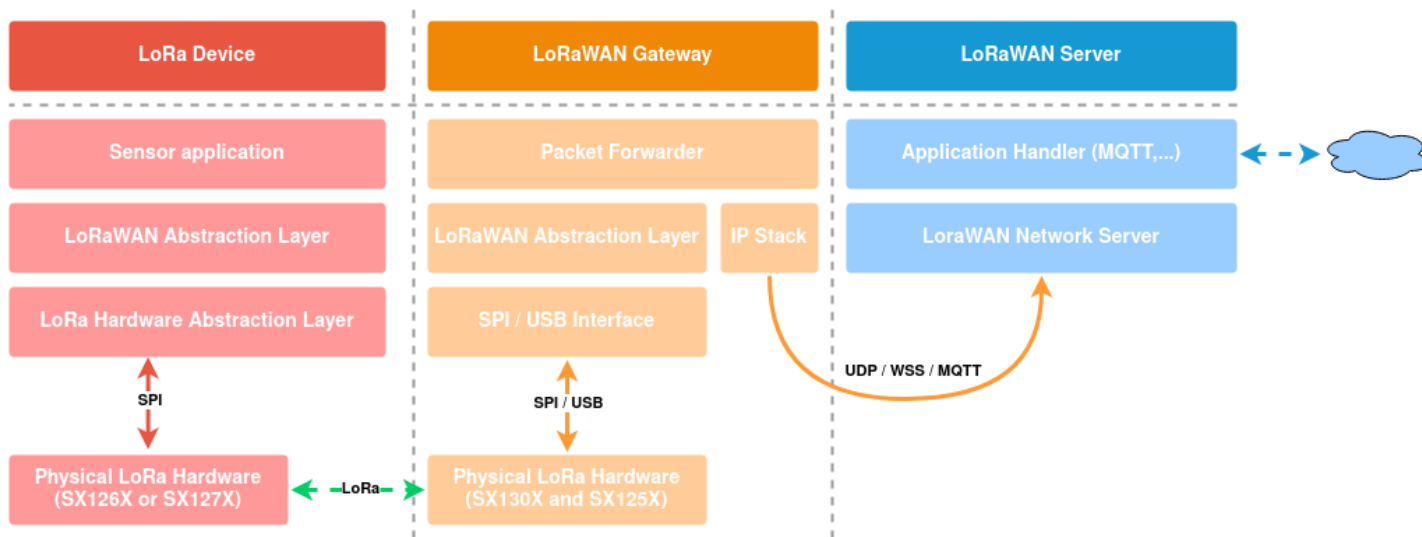 LoRa Device
LoRaWAN Gateway
LoRaWAN Server
Sensor application
Packet Forwarder
Application Handler (MQTT,...)
LoRaWAN Abstraction Layer
LoRaWAN Abstraction Layer
IP Stack
LoraWAN Network Server
LoRa Hardware Abstraction Layer
SPI / USB Interface
UDP / WSS / MQTT
SPI
SPI / USB
Physical LoRa Hardware
(SX126X or SX127X)
LoRa
Physical LoRa Hardware
(SX130X and SX125X)